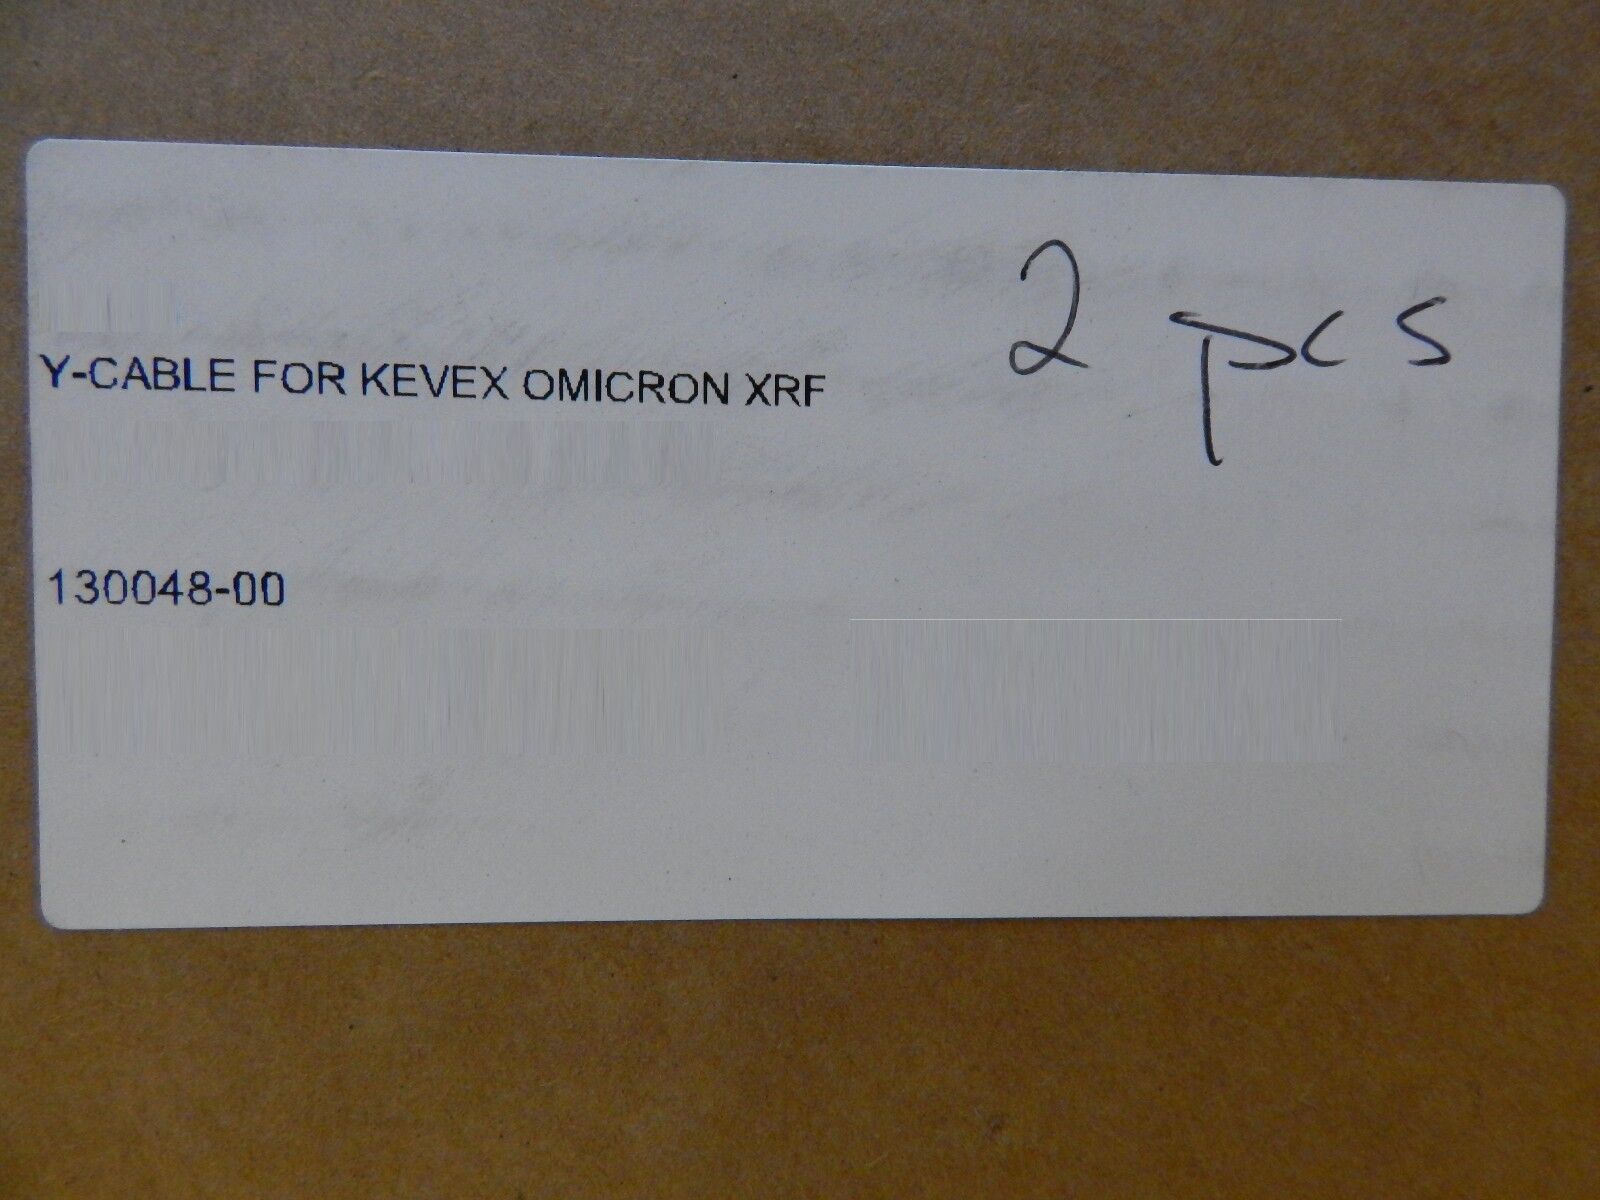 2 pcs
Y-CABLE FOR KEVEX OMICRON XRF
130048-00